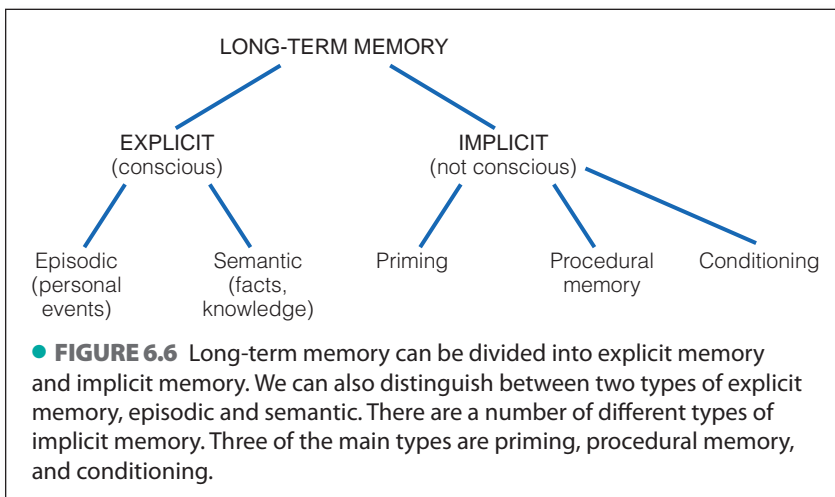 LONG-TERM MEMORY
EXPLICIT
(conscious)
IMPLICIT
(not conscious)
Episodic
(personal
events)
Semantic
(facts,
knowledge)
Priming
Procedural
memory
Conditioning
● FIGURE 6.6 Long-term memory can be divided into explicit memory
and implicit memory. We can also distinguish between two types of explicit
memory, episodic and semantic. There are a number of different types of
implicit memory. Three of the main types are priming, procedural memory,
and conditioning.